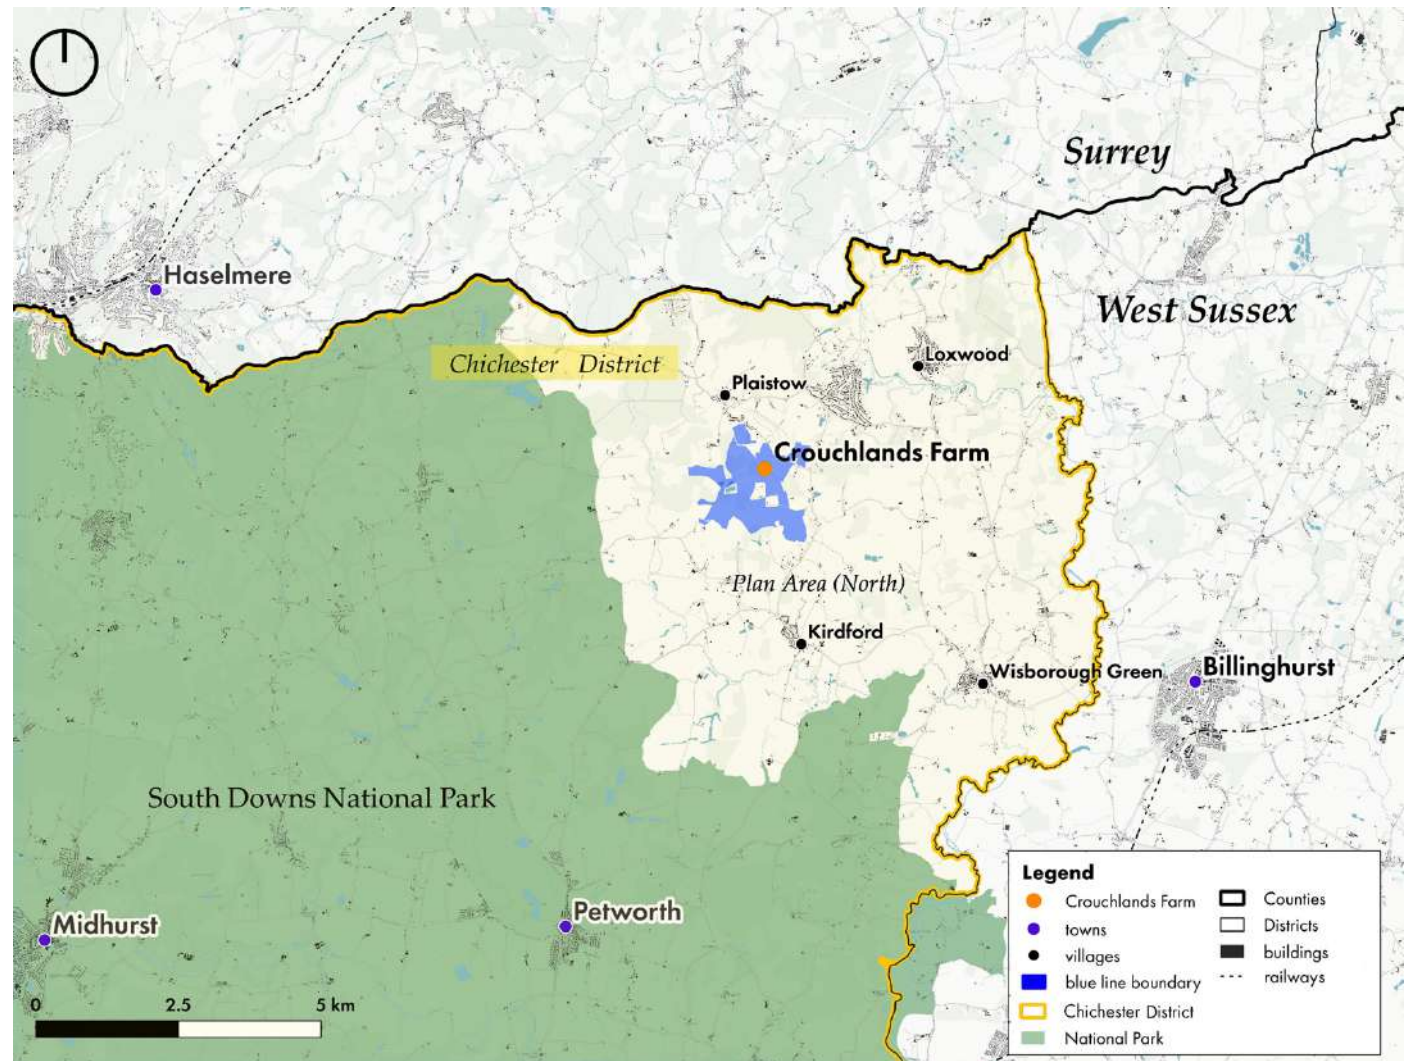 Surrey
Haselmere
West Sussex
Loxwood
Chichester District
Plaistow
Crouchlands Farm
Plan Area (North)
Kirdford
Wisborough Green
Billinghurst
South Downs National Park
Petworth
Midhurst
0 2.5 5 km
Legend
Crouchlands Farm
towns
villages
blue line boundary
Chichester District
National Park
Counties
Districts
buildings
railways